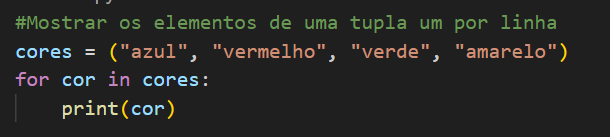 #Mostrar os elementos de uma tupla um por linha
cores = ("azul", "vermelho", "verde", "amarelo")
for cor in cores:
    print(cor)